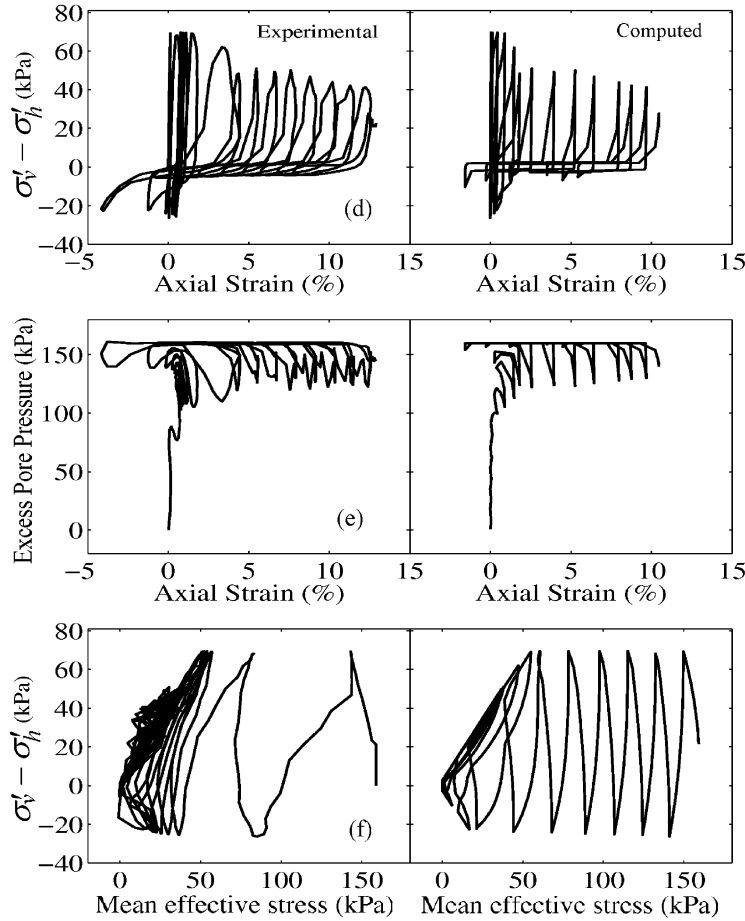 80
Experimental
Computed
60
40
20
0
−20
−40
σ′v − σ′h (kPa)
(d)
−5 0 5 10 15 0 5 10 15
Axial Strain (%) Axial Strain (%)
150
100
50
0
Excess Pore Pressure (kPa)
(e)
−5 0 5 10 15 0 5 10 15
Axial Strain (%) Axial Strain (%)
80
60
40
20
0
−20
−40
σ′v − σ′h (kPa)
(f)
0 50 100 150 0 50 100 150
Mean effective stress (kPa) Mean effective stress (kPa)